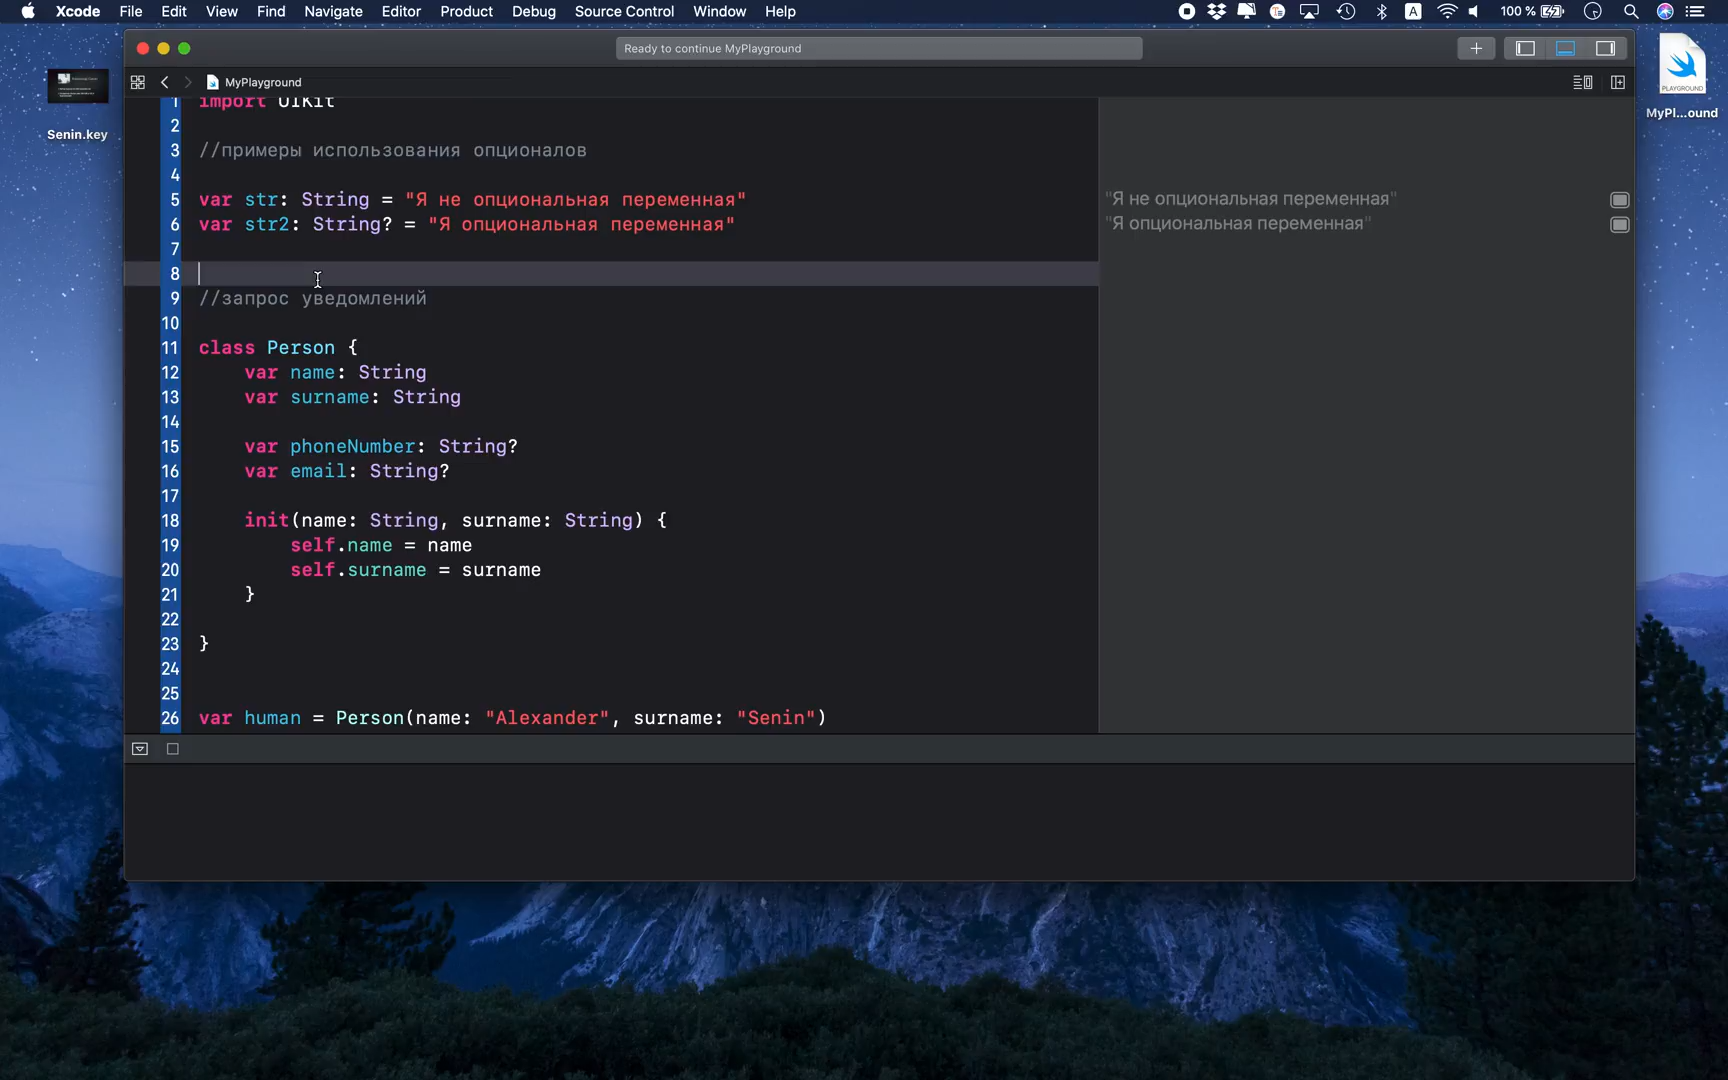 Xcode File Edit View Find Navigate Editor Product Debug Source Control Window Help 100 %
Ready to continue MyPlayground
MyPlayground
Senin.key
PLAYGROUND
MyPl...ound
1 import UIKit
2
3 //примеры использования опционалов
4
5 var str: String = "Я не опциональная переменная"
"Я не опциональная переменная"
6 var str2: String? = "Я опциональная переменная"
"Я опциональная переменная"
7
8
9 //запрос уведомлений
10
11 class Person {
12 var name: String
13 var surname: String
14
15 var phoneNumber: String?
16 var email: String?
17
18 init(name: String, surname: String) {
19 self.name = name
20 self.surname = surname
21 }
22
23 }
24
25
26 var human = Person(name: "Alexander", surname: "Senin")